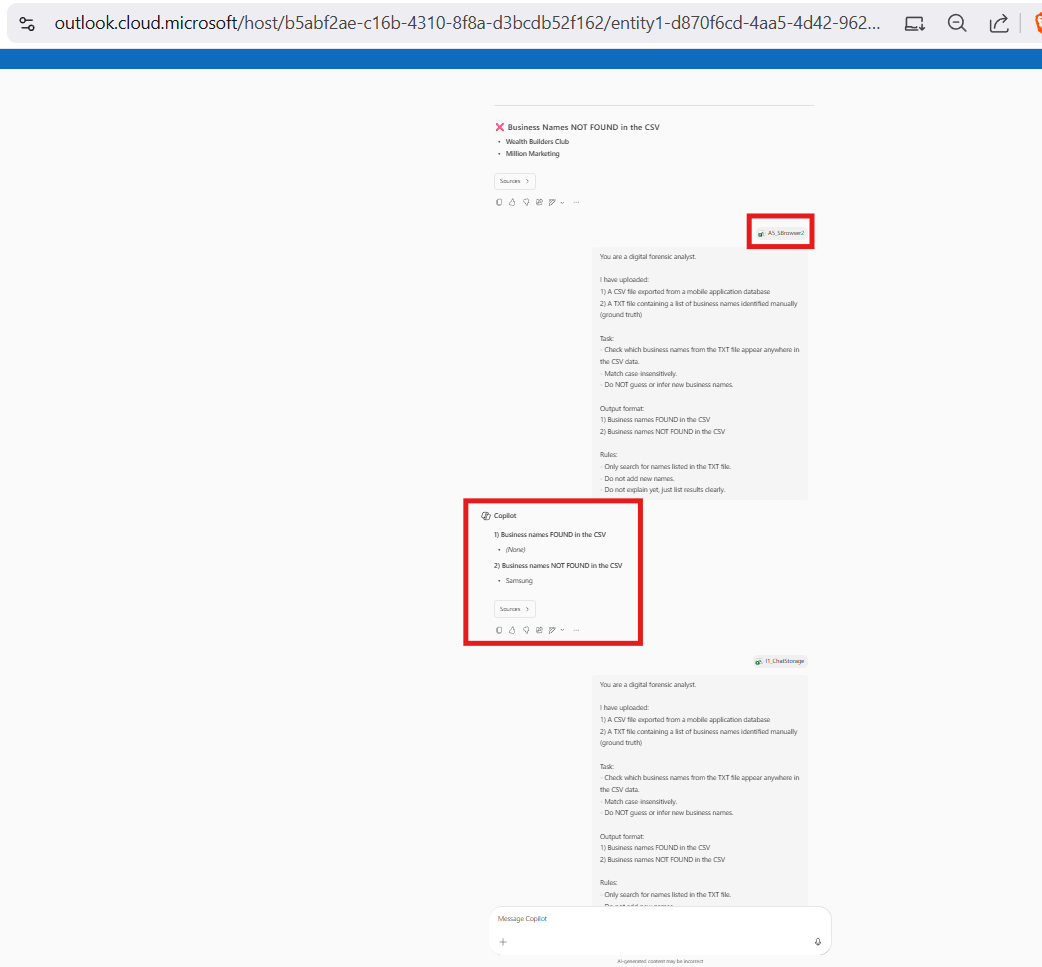 outlook.cloud.microsoft/host/b5abf2ae-c16b-4310-8f8a-d3bcdb52f162/entity1-d870f6cd-4aa5-4d42-962...
Business Names NOT FOUND in the CSV
• Wealth Builders Club
• Million Marketing
Sources >
A5_SBrowser2
You are a digital forensic analyst.
I have uploaded:
1) A CSV file exported from a mobile application database
2) A TXT file containing a list of business names identified manually
(ground truth)
Task:
- Check which business names from the TXT file appear anywhere in
the CSV data.
- Match case-insensitively.
- Do NOT guess or infer new business names.
Output format:
1) Business names FOUND in the CSV
2) Business names NOT FOUND in the CSV
Rules:
- Only search for names listed in the TXT file.
- Do not add new names.
- Do not explain yet, just list results clearly.
Copilot
1) Business names FOUND in the CSV
• (None)
2) Business names NOT FOUND in the CSV
• Samsung
Sources >
I1_ChatStorage
You are a digital forensic analyst.
I have uploaded:
1) A CSV file exported from a mobile application database
2) A TXT file containing a list of business names identified manually
(ground truth)
Task:
- Check which business names from the TXT file appear anywhere in
the CSV data.
- Match case-insensitively.
- Do NOT guess or infer new business names.
Output format:
1) Business names FOUND in the CSV
2) Business names NOT FOUND in the CSV
Rules:
- Only search for names listed in the TXT file.
Message Copilot
AI-generated content may be incorrect